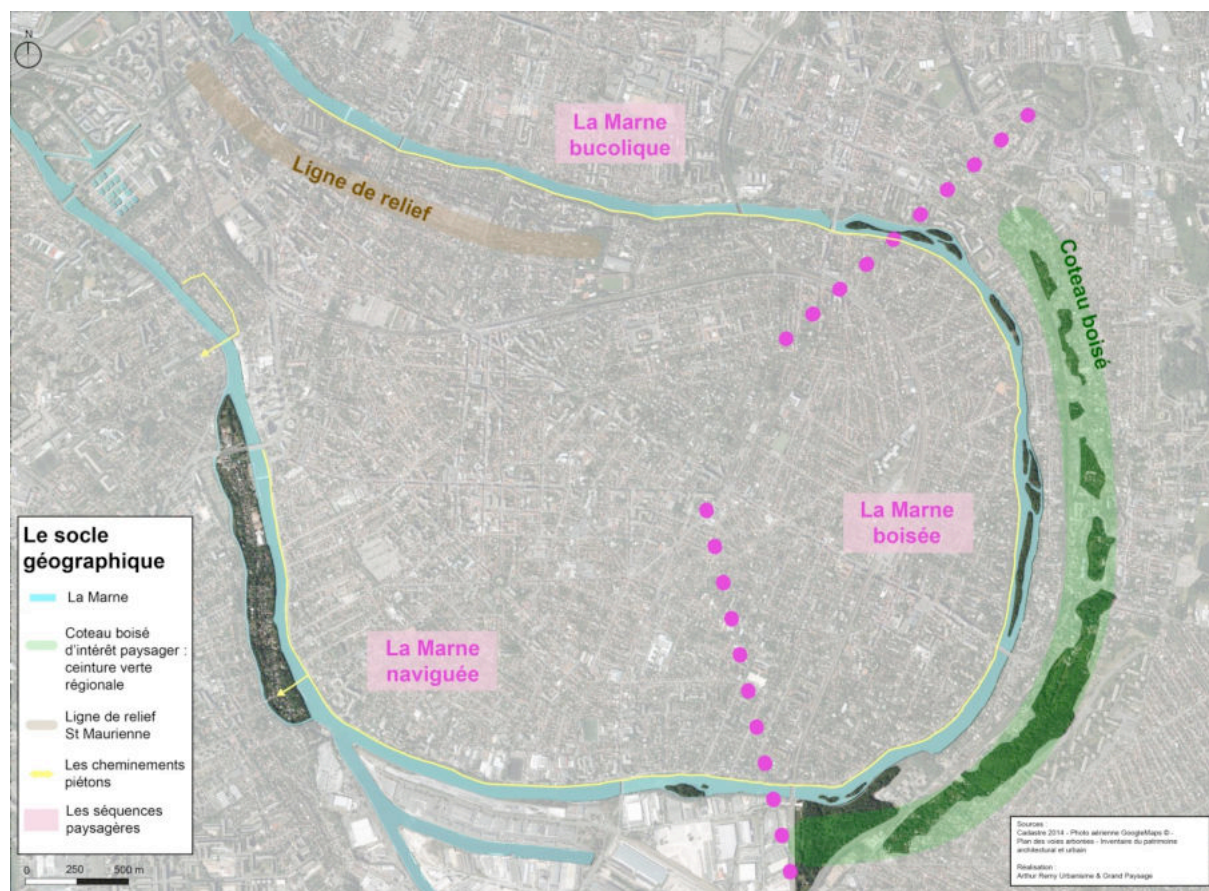 N
La Marne
bucolique
Ligne de relief
Coteau boisé
La Marne
boisée
La Marne
naviguée
Le socle
géographique
La Marne
Coteau boisé
d'intérêt paysager :
ceinture verte
régionale
Ligne de relief
St Maurienne
Les cheminements
piétons
Les séquences
paysagères
0 250 500 m
Sources :
Cadastre 2014 - Photo aérienne GoogleMaps © -
Plan des voies arborées - Inventaire du patrimoine
architectural et urbain
Réalisation :
Arthur Remy Urbanisme & Grand Paysage